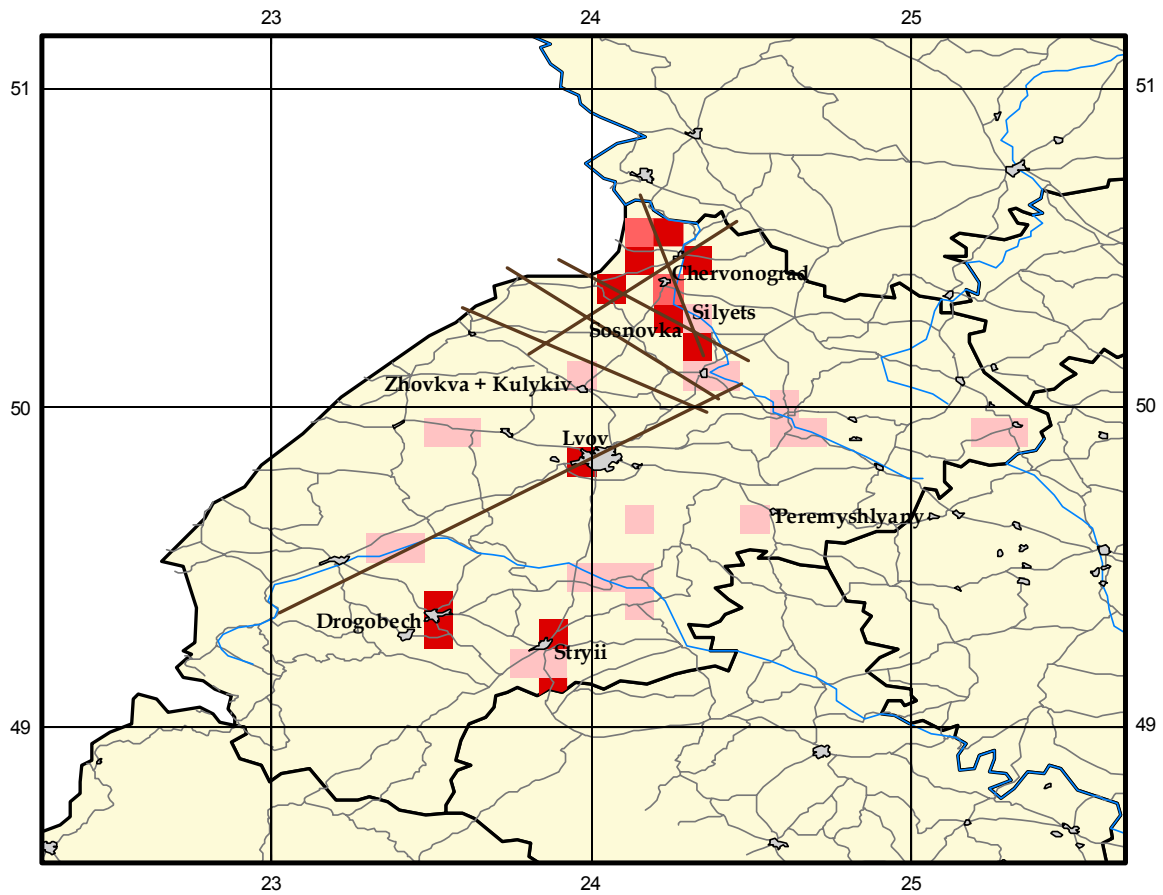 23 24 25
51 51
Chervonograd
Silyets
Sosnovka
Zhovkva + Kulykiv
50 50
Lvov
Peremyshlyany
Drogobech
Stryii
49 49
23 24 25